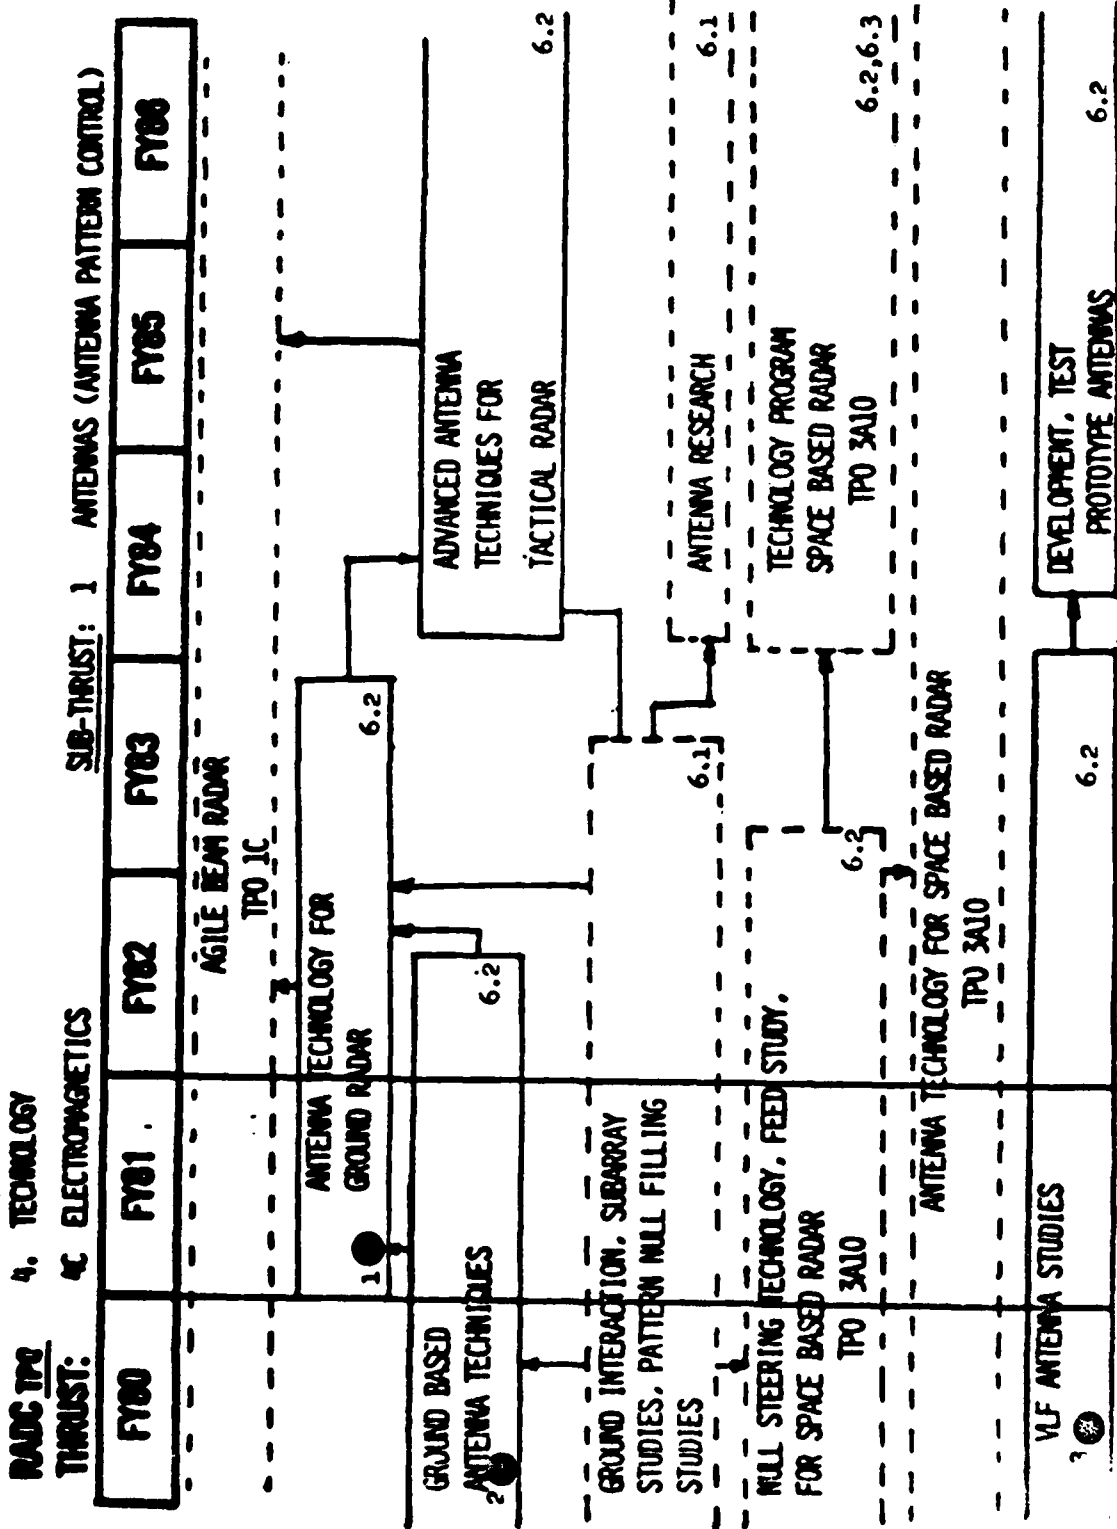 RADC TPO 4. TECHNOLOGY
THRUST: 4C ELECTROMAGNETICS
SUB-THRUST: 1 ANTENNAS (ANTENNA PATTERN CONTROL)
FY80 FY81 FY82 FY83 FY84 FY85 FY86
AGILE BEAM RADAR
TPO 1C
ANTENNA TECHNOLOGY FOR
GROUND RADAR
1
6.2
GROUND BASED
ANTENNA TECHNIQUES
2
6.2
ADVANCED ANTENNA
TECHNIQUES FOR
TACTICAL RADAR
6.2
GROUND INTERACTION, SUBARRAY
STUDIES, PATTERN NULL FILLING
STUDIES
6.1
ANTENNA RESEARCH
6.1
NULL STEERING TECHNOLOGY, FEED STUDY,
FOR SPACE BASED RADAR
TPO 3A10
6.2
TECHNOLOGY PROGRAM
SPACE BASED RADAR
TPO 3A10
6.2,6.3
ANTENNA TECHNOLOGY FOR SPACE BASED RADAR
TPO 3A10
VLF ANTENNA STUDIES
3
6.2
DEVELOPMENT, TEST
PROTOTYPE ANTENNAS
6.2